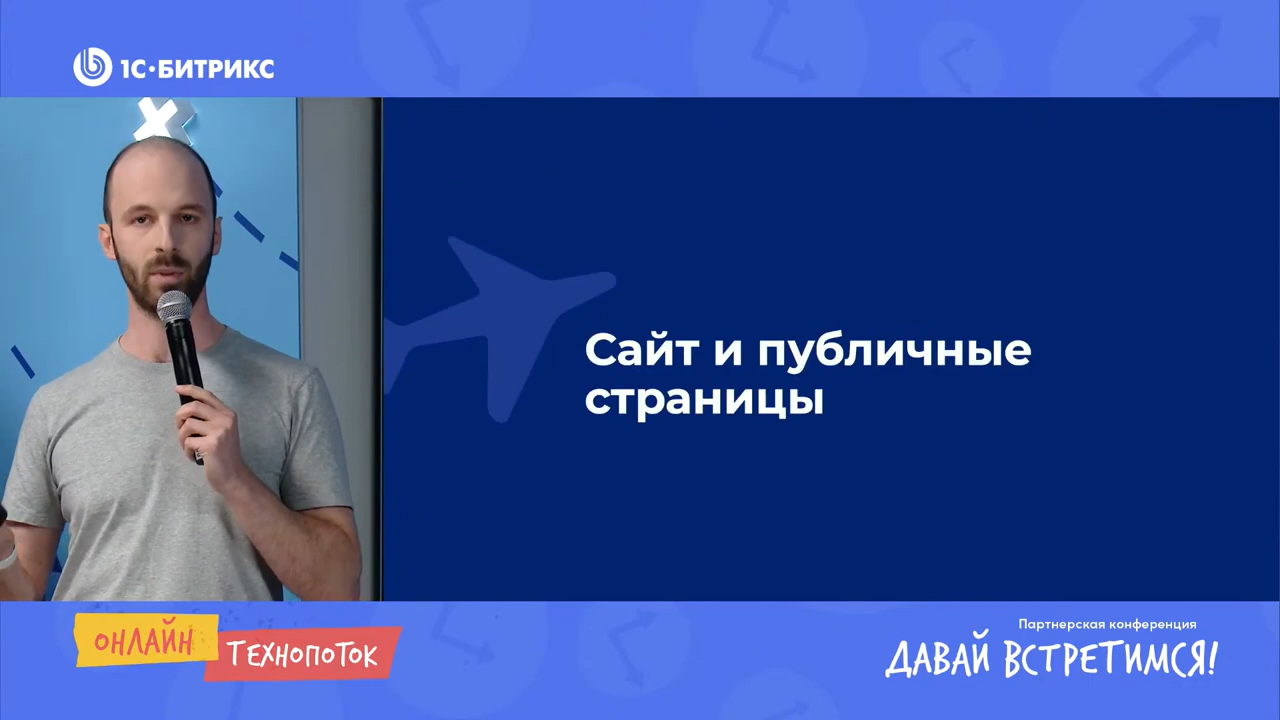 1С·БИТРИКС
Сайт и публичные
страницы
ОНЛАЙН
ТЕХНОПОТОК
Партнерская конференция
ДАВАЙ ВСТРЕТИМСЯ!